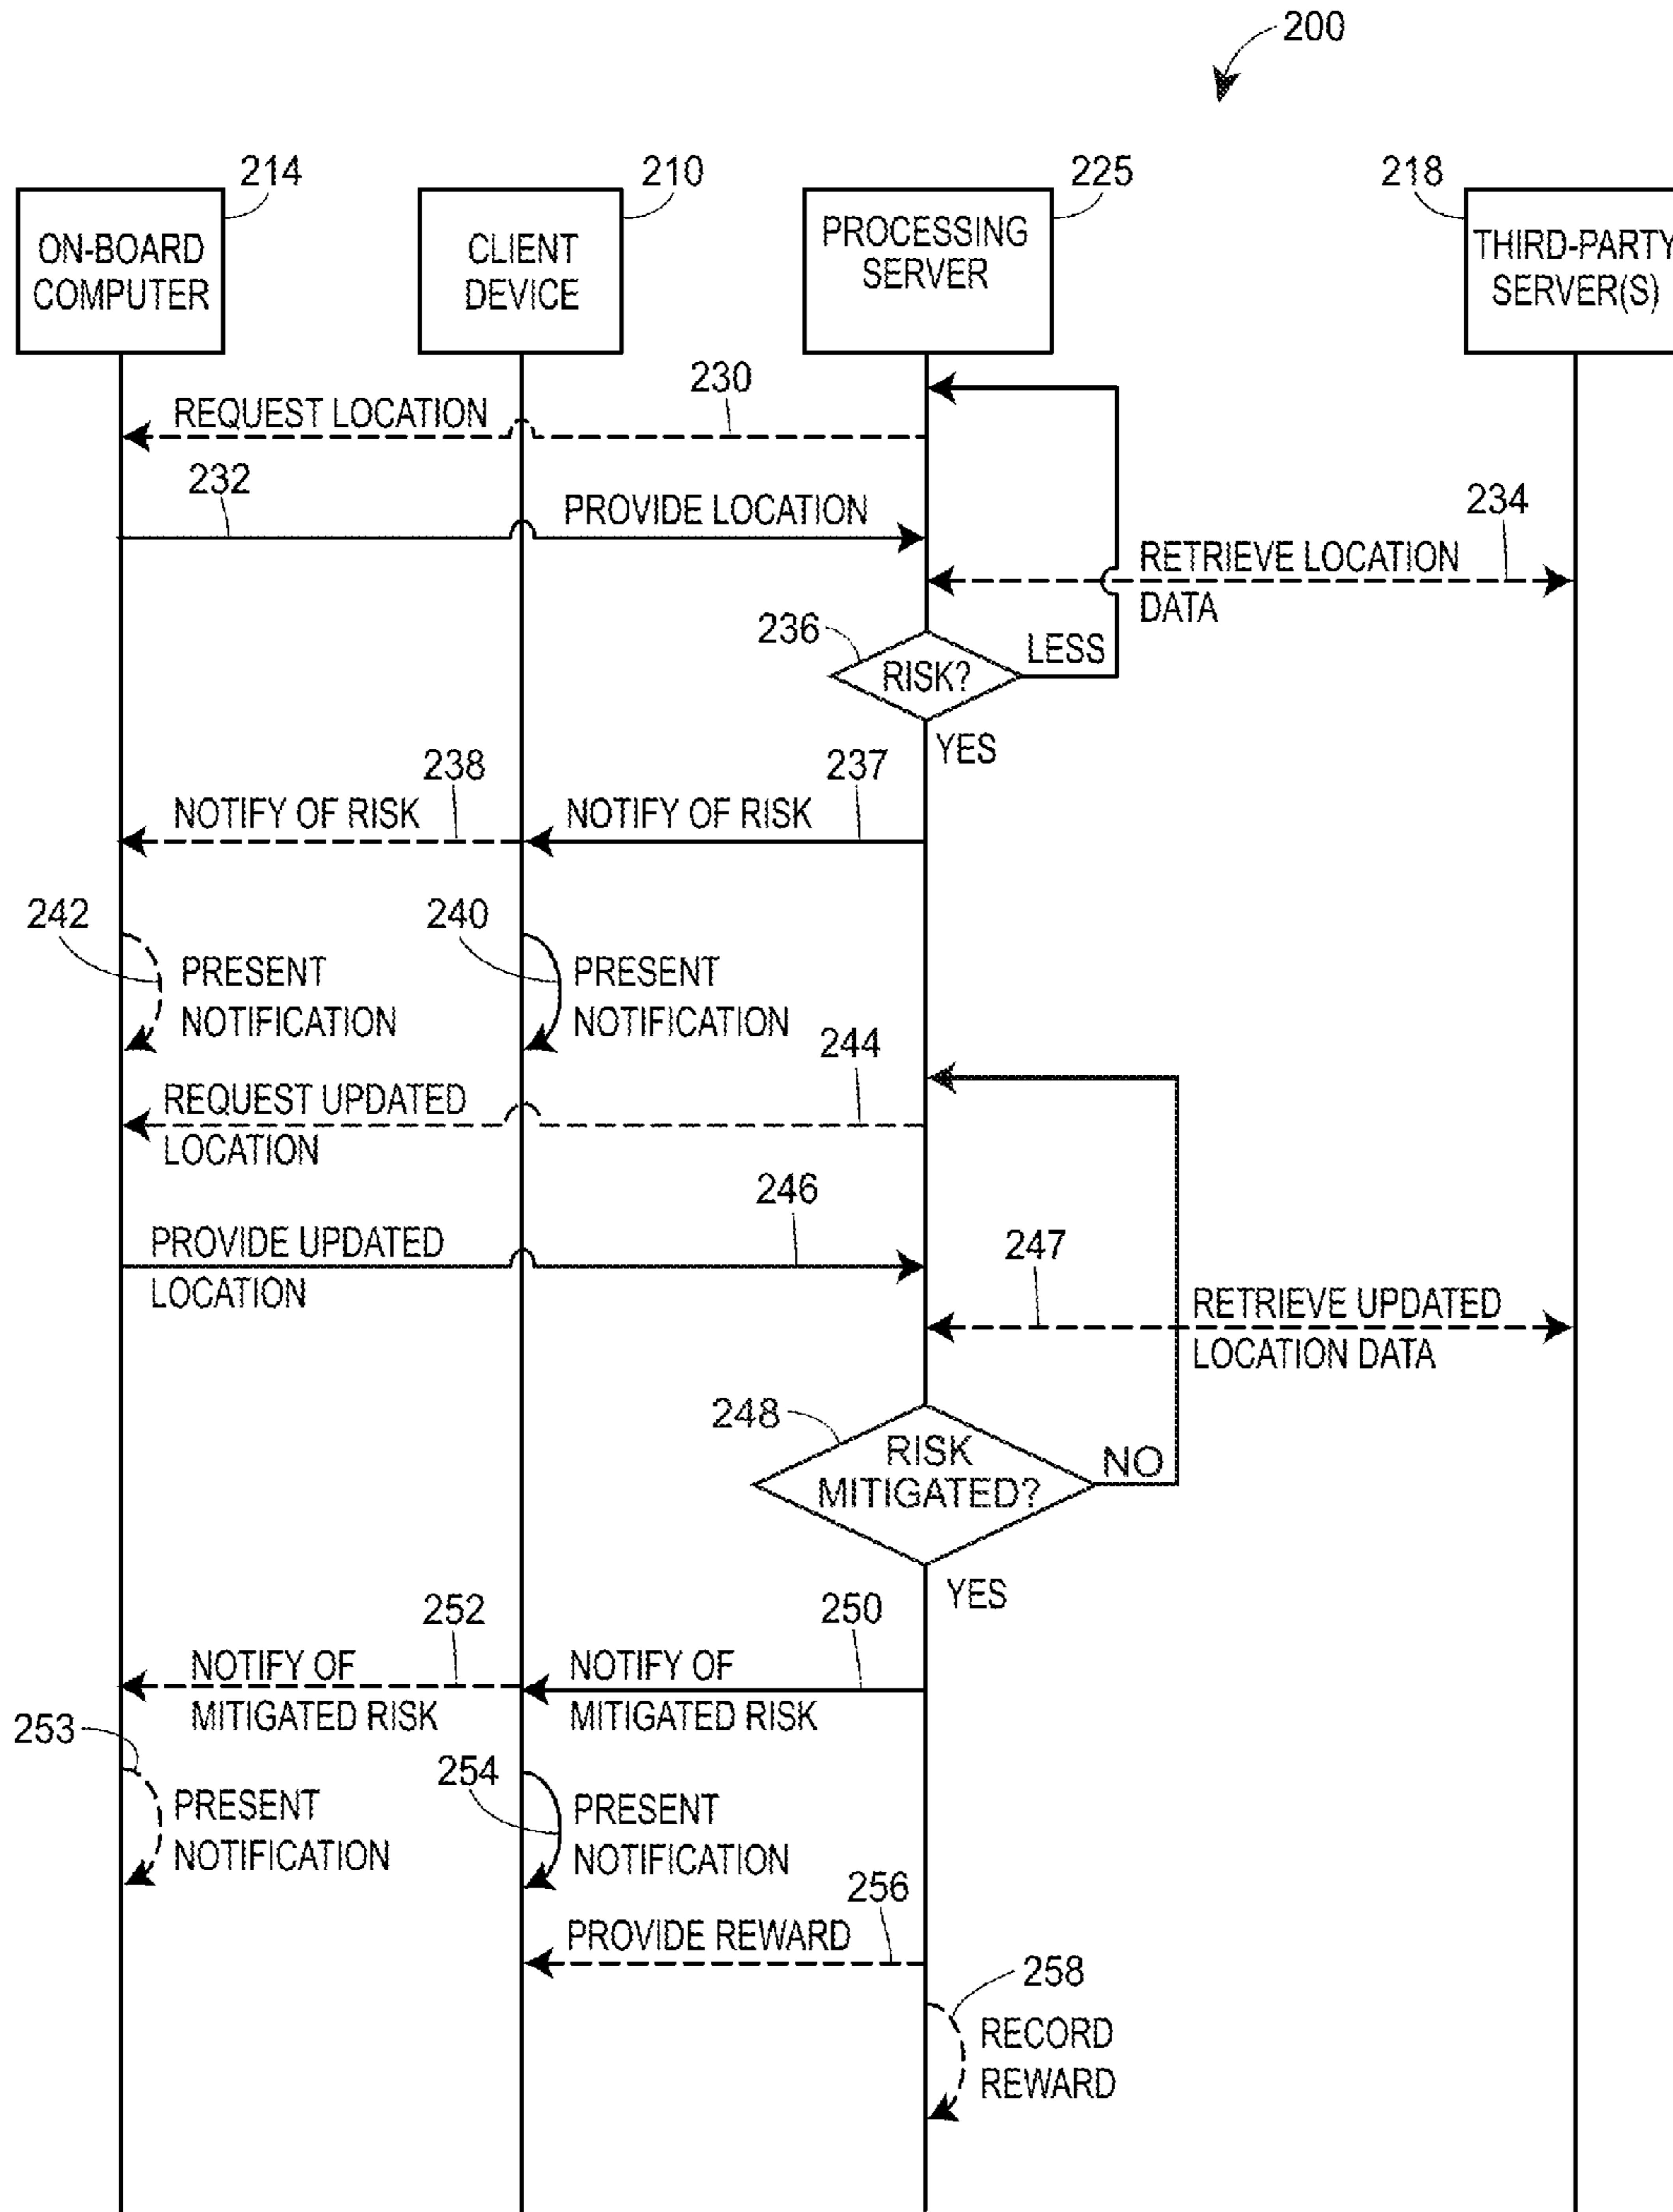 200
214
210
225
218
ON-BOARD
COMPUTER
CLIENT
DEVICE
PROCESSING
SERVER
THIRD-PARTY
SERVER(S)
230
REQUEST LOCATION
232
PROVIDE LOCATION
234
RETRIEVE LOCATION
DATA
236
RISK?
LESS
YES
238
237
NOTIFY OF RISK
NOTIFY OF RISK
242
240
PRESENT
NOTIFICATION
PRESENT
NOTIFICATION
244
REQUEST UPDATED
LOCATION
246
PROVIDE UPDATED
LOCATION
247
RETRIEVE UPDATED
LOCATION DATA
248
RISK
MITIGATED?
NO
YES
252
250
NOTIFY OF
MITIGATED RISK
NOTIFY OF
MITIGATED RISK
253
254
PRESENT
NOTIFICATION
PRESENT
NOTIFICATION
256
PROVIDE REWARD
258
RECORD
REWARD